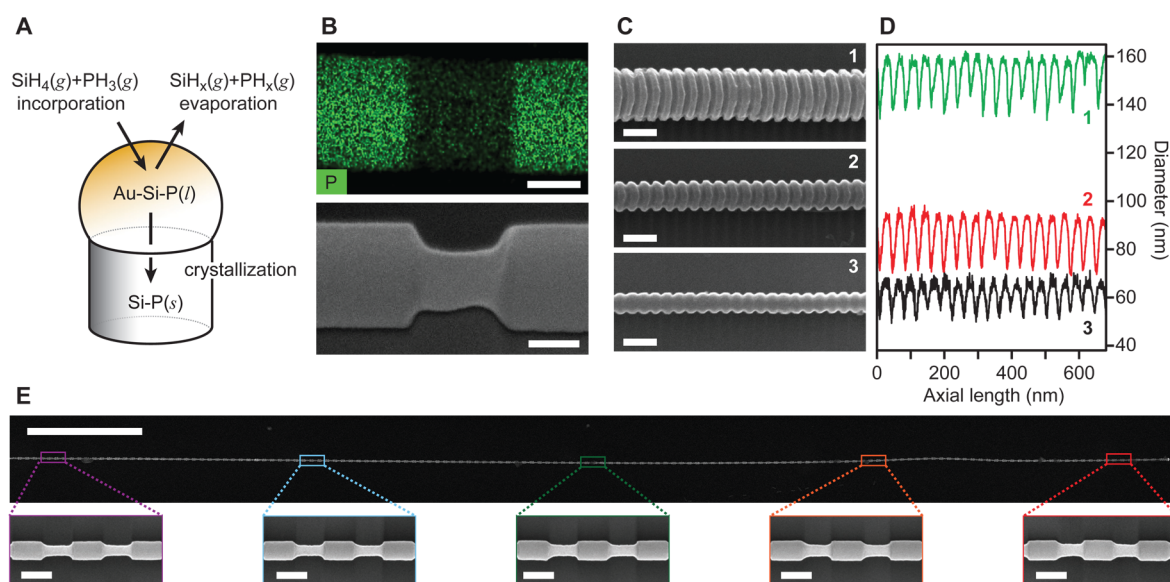 A
SiH4(g)+PH3(g)
incorporation
SiHx(g)+PHx(g)
evaporation
Au-Si-P(l)
crystallization
Si-P(s)
B
P
C
1
2
3
D
160
140
120
100
80
60
40
Diameter (nm)
1
2
3
0
200
400
600
Axial length (nm)
E